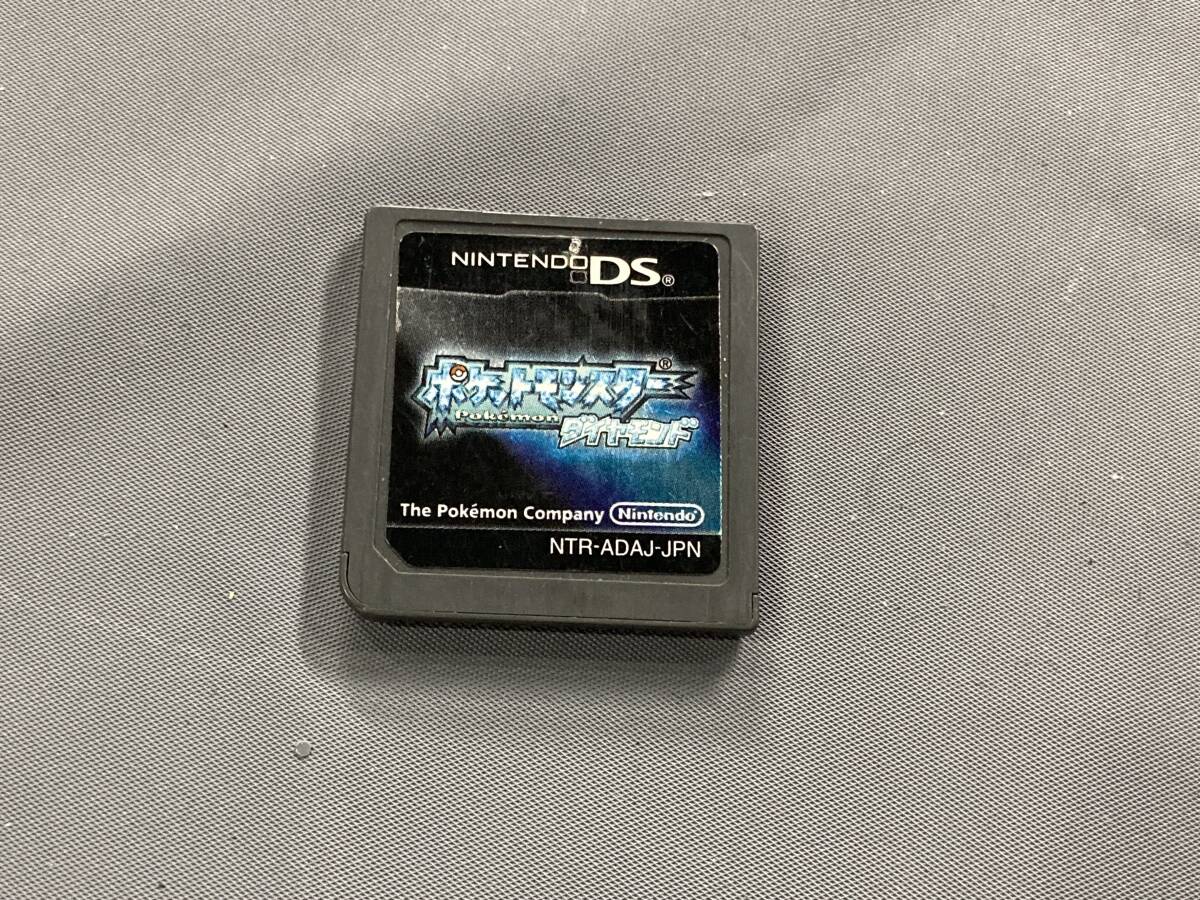 NINTENDO DS®
ポケットモンスター®
Pokémon
ダイヤモンド
The Pokémon Company Nintendo®
NTR-ADAJ-JPN